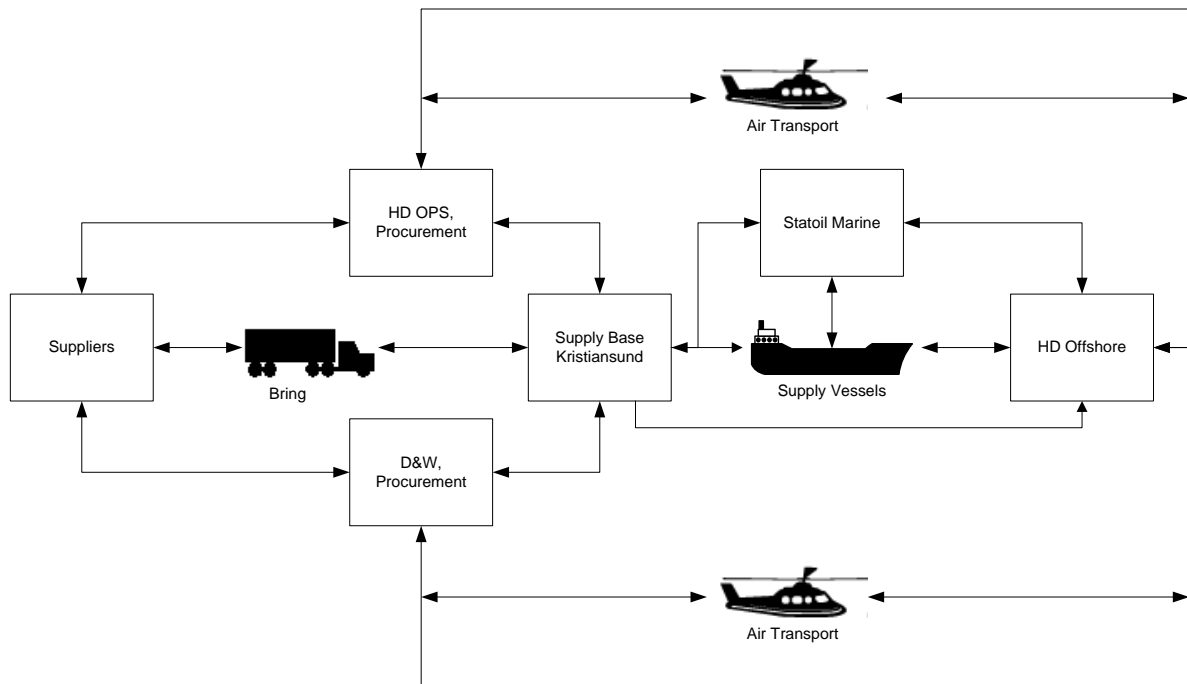 Air Transport
HD OPS,
Procurement
Statoil Marine
Suppliers
Bring
Supply Base
Kristiansund
Supply Vessels
HD Offshore
D&W,
Procurement
Air Transport